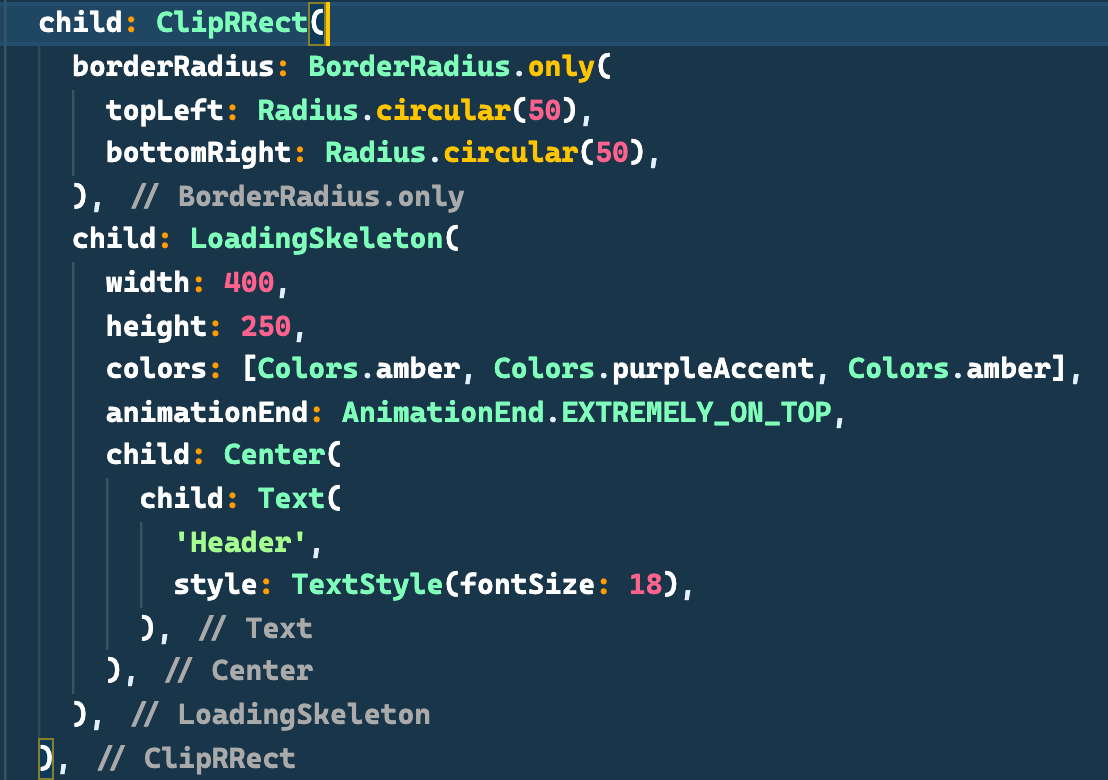 child: ClipRRect(
borderRadius: BorderRadius.only(
topLeft: Radius.circular(50),
bottomRight: Radius.circular(50),
), // BorderRadius.only
child: LoadingSkeleton(
width: 400,
height: 250,
colors: [Colors.amber, Colors.purpleAccent, Colors.amber],
animationEnd: AnimationEnd.EXTREMELY_ON_TOP,
child: Center(
child: Text(
'Header',
style: TextStyle(fontSize: 18),
), // Text
), // Center
), // LoadingSkeleton
), // ClipRRect